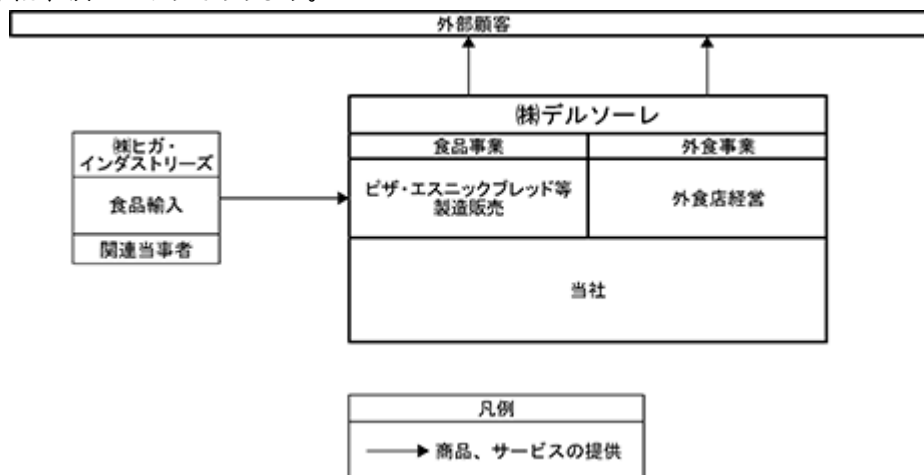 外部顧客
㈱デルソーレ
食品事業
外食事業
㈱ヒガ・
インダストリーズ
ピザ・エスニックブレッド等
製造販売
外食店経営
食品輸入
関連当事者
当社
凡例
商品、サービスの提供